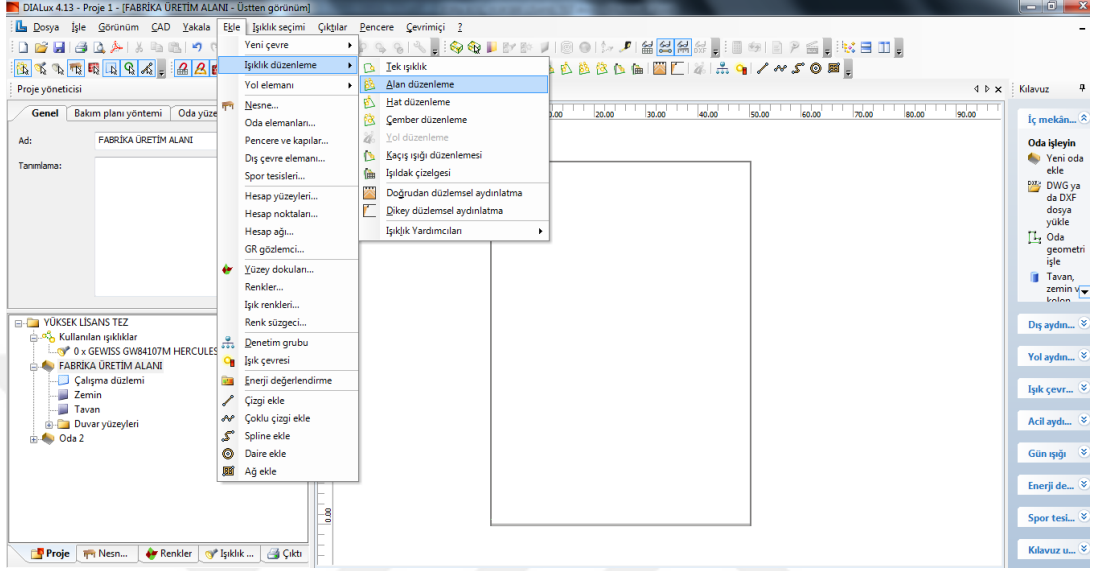 DIALux 4.13 - Proje 1 - [FABRİKA ÜRETİM ALANI - Üstten görünüm]
Dosya İşle Görünüm CAD Yakala Ekle Işıklık seçimi Çıktılar Pencere Çevrimiçi ?
Proje yöneticisi
Genel Bakım planı yöntemi Oda yüze
Ad: FABRİKA ÜRETİM ALANI
Tanımlama:
YÜKSEK LİSANS TEZ
Kullanılan ışıklıklar
0 x GEWISS GW84107M HERCULES
FABRİKA ÜRETİM ALANI
Çalışma düzlemi
Zemin
Tavan
Duvar yüzeyleri
Oda 2
Proje Nesn... Renkler Işıklık ... Çıktı
Yeni çevre
Işıklık düzenleme
Yol elemanı
Nesne...
Oda elemanları...
Pencere ve kapılar...
Dış çevre elemanı...
Spor tesisleri...
Hesap yüzeyleri...
Hesap noktaları...
Hesap ağı...
GR gözlemci...
Yüzey dokuları...
Renkler...
Işık renkleri...
Renk süzgeci...
Denetim grubu
Işık çevresi
Enerji değerlendirme
Çizgi ekle
Çoklu çizgi ekle
Spline ekle
Daire ekle
Ağ ekle
Tek ışıklık
Alan düzenleme
Hat düzenleme
Çember düzenleme
Yol düzenleme
Kaçış ışığı düzenlemesi
Işıldak çizelgesi
Doğrudan düzlemsel aydınlatma
Dikey düzlemsel aydınlatma
Işıklık Yardımcıları
30.00 40.00 50.00 60.00 70.00 80.00 90.00
0.00
Kılavuz
İç mekân...
Oda işleyin
Yeni oda
ekle
DWG ya
da DXF
dosya
yükle
Oda
geometri
işle
Tavan,
zemin v
kolon
Dış aydın...
Yol aydın...
Işık çevr...
Acil aydı...
Gün ışığı
Enerji de...
Spor tesi...
Kılavuz u...